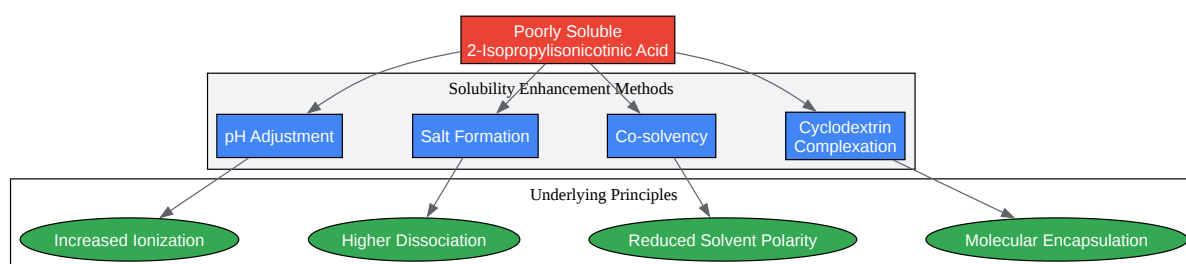 Poorly Soluble
2-Isopropylisonicotinic Acid
Solubility Enhancement Methods
pH Adjustment
Salt Formation
Co-solvency
Cyclodextrin
Complexation
Underlying Principles
Increased Ionization
Higher Dissociation
Reduced Solvent Polarity
Molecular Encapsulation